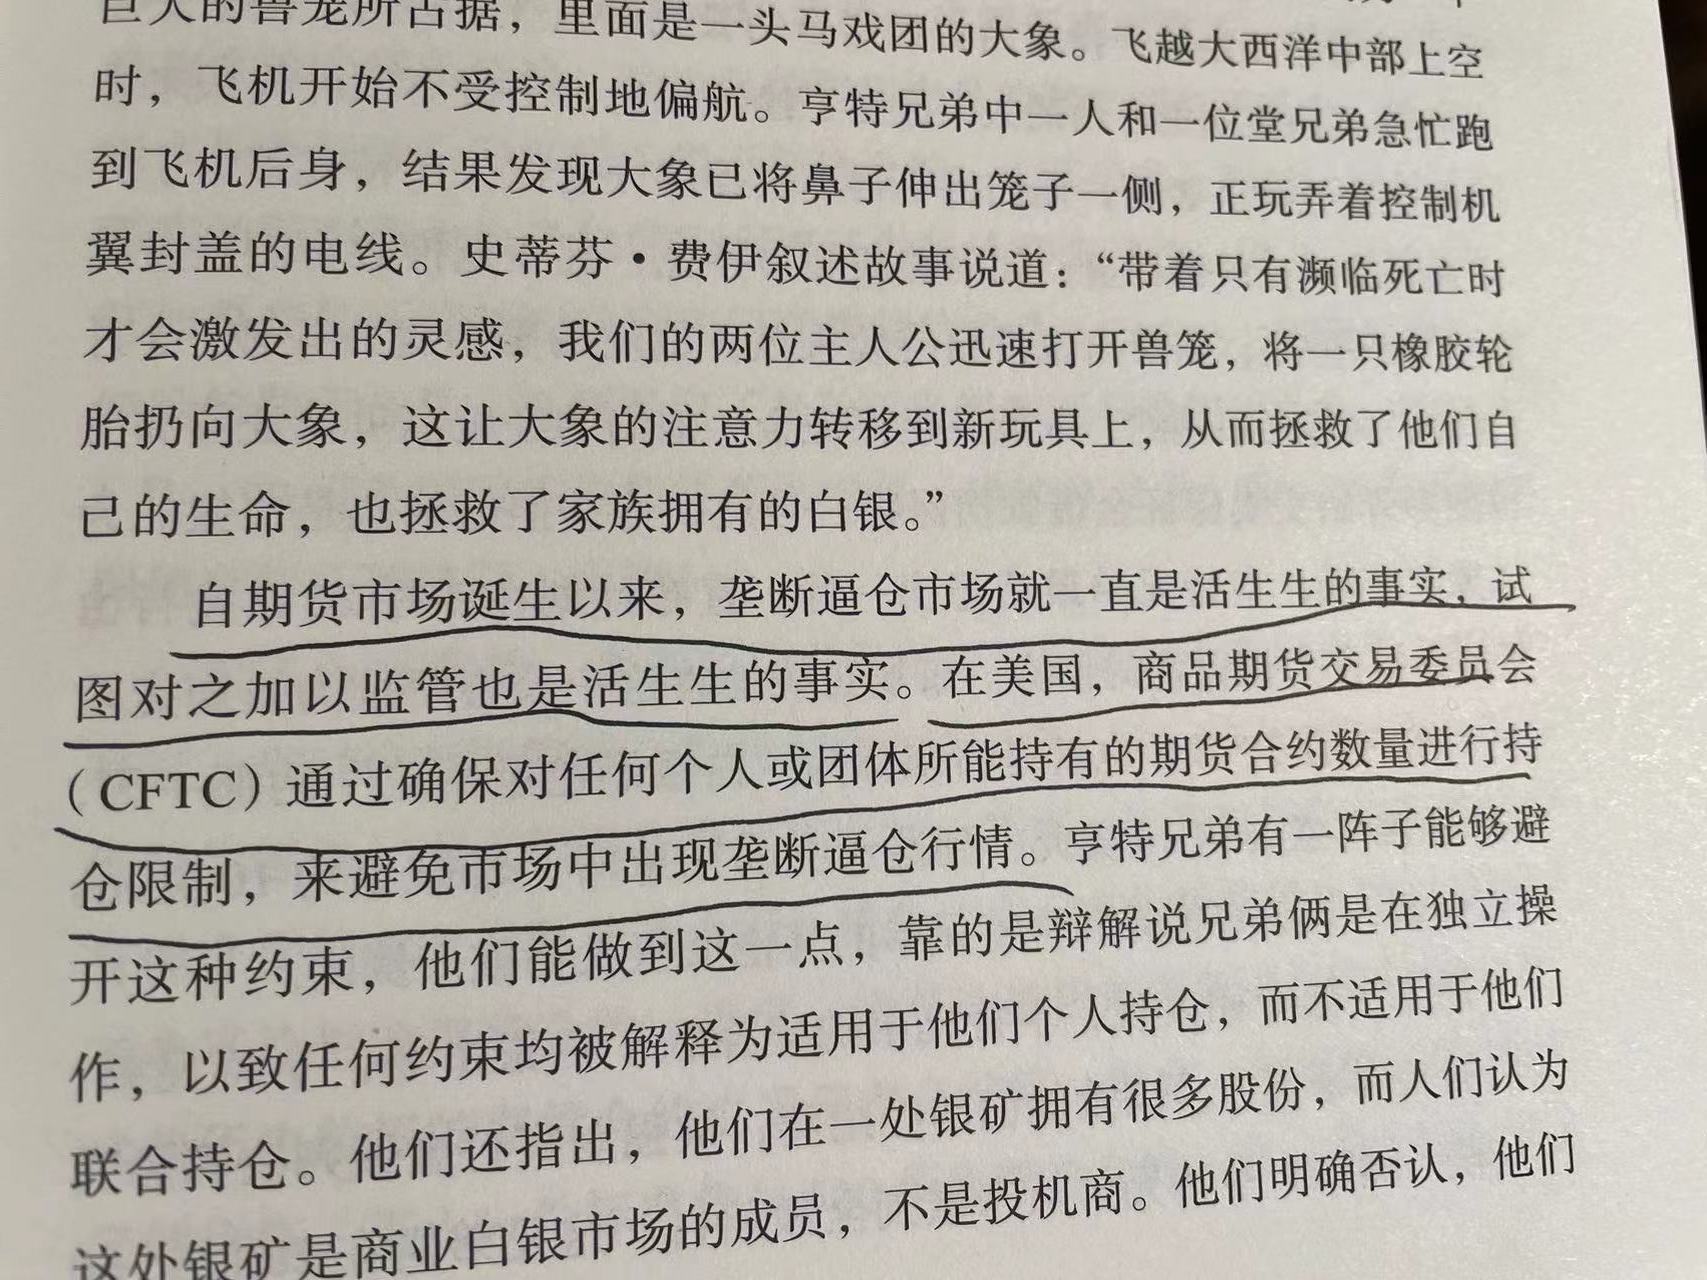 巨大的兽笼所占据，里面是一头马戏团的大象。飞越大西洋中部上空
时，飞机开始不受控制地偏航。亨特兄弟中一人和一位堂兄弟急忙跑
到飞机后身，结果发现大象已将鼻子伸出笼子一侧，正玩弄着控制机
翼封盖的电线。史蒂芬·费伊叙述故事说道：“带着只有濒临死亡时
才会激发出的灵感，我们的两位主人公迅速打开兽笼，将一只橡胶轮
胎扔向大象，这让大象的注意力转移到新玩具上，从而拯救了他们自
己的生命，也拯救了家族拥有的白银。”
自期货市场诞生以来，垄断逼仓市场就一直是活生生的事实，试
图对之加以监管也是活生生的事实。在美国，商品期货交易委员会
（CFTC）通过确保对任何个人或团体所能持有的期货合约数量进行持
仓限制，来避免市场中出现垄断逼仓行情。亨特兄弟有一阵子能够避
开这种约束，他们能做到这一点，靠的是辩解说兄弟俩是在独立操
作，以致任何约束均被解释为适用于他们个人持仓，而不适用于他们
联合持仓。他们还指出，他们在一处银矿拥有很多股份，而人们认为
这处银矿是商业白银市场的成员，不是投机商。他们明确否认，他们